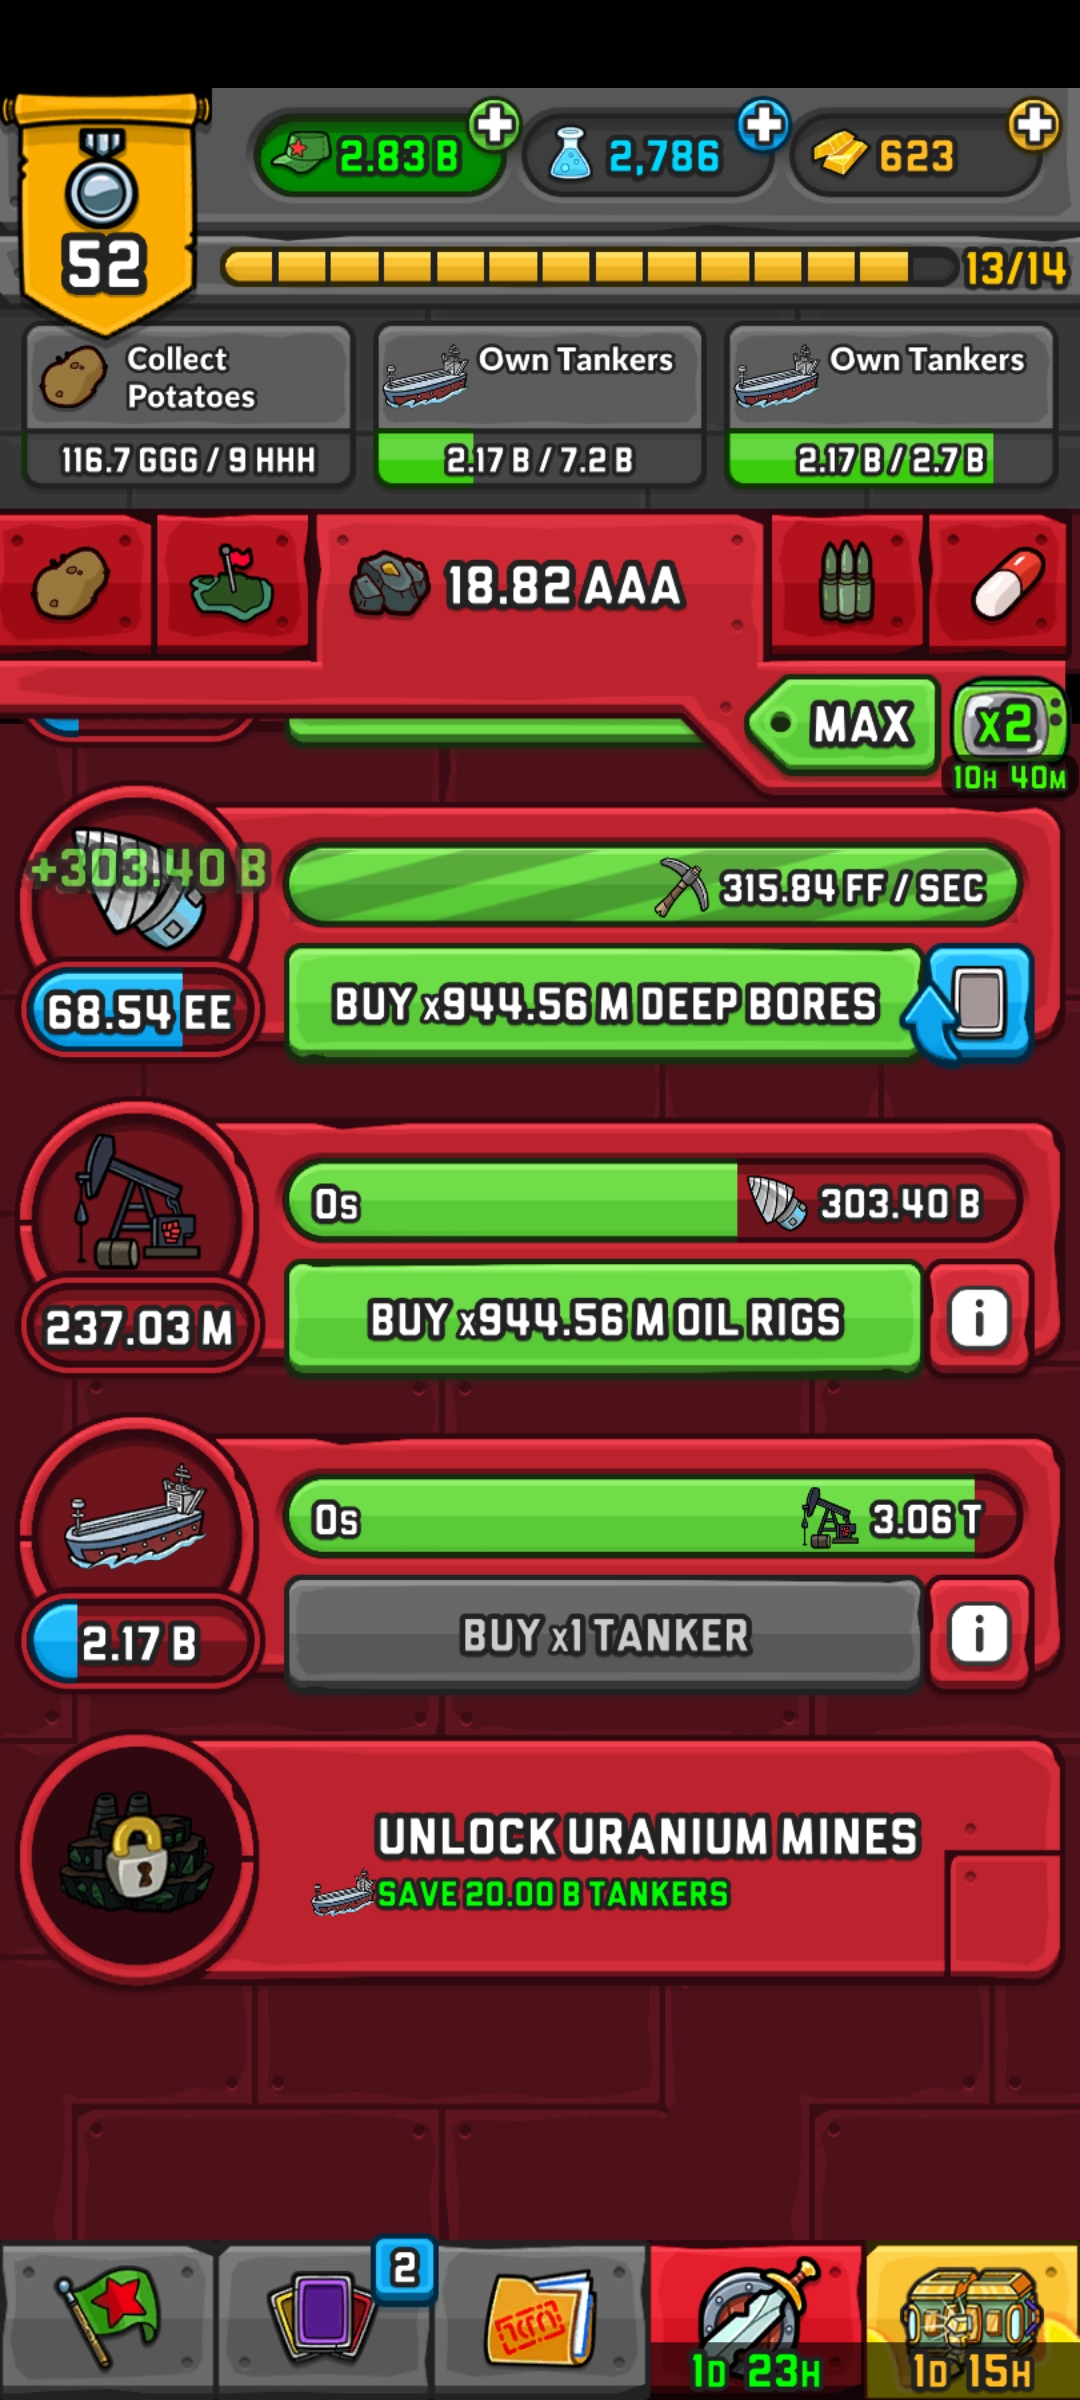 2.83 B
2,786
623
52
13/14
Collect
Potatoes
116.7 GGG / 9 HHH
Own Tankers
2.17 B / 7.2 B
Own Tankers
2.17 B / 2.7 B
18.82 AAA
MAX
x2
10H 40M
+303.40 B
315.84 FF / SEC
68.54 EE
BUY x944.56 M DEEP BORES
0s
303.40 B
237.03 M
BUY x944.56 M OIL RIGS
i
0s
3.06 T
2.17 B
BUY x1 TANKER
i
UNLOCK URANIUM MINES
SAVE 20.00 B TANKERS
2
1D 23H
1D 15H